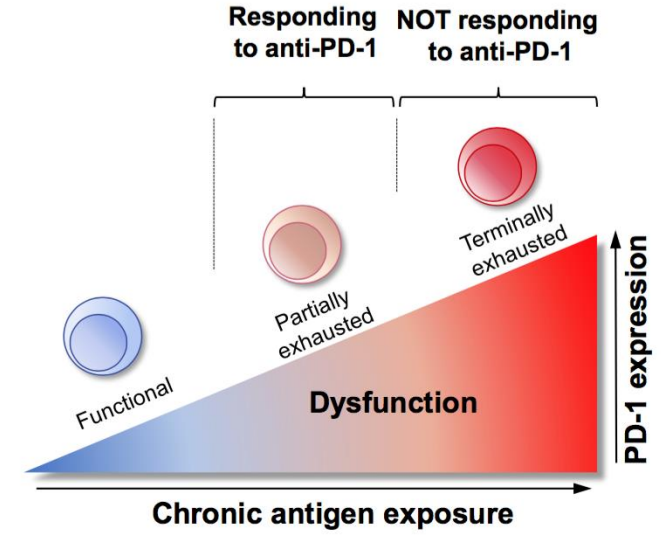 Responding
to anti-PD-1
NOT responding
to anti-PD-1
Terminally
exhausted
Partially
exhausted
Functional
Dysfunction
PD-1 expression
Chronic antigen exposure